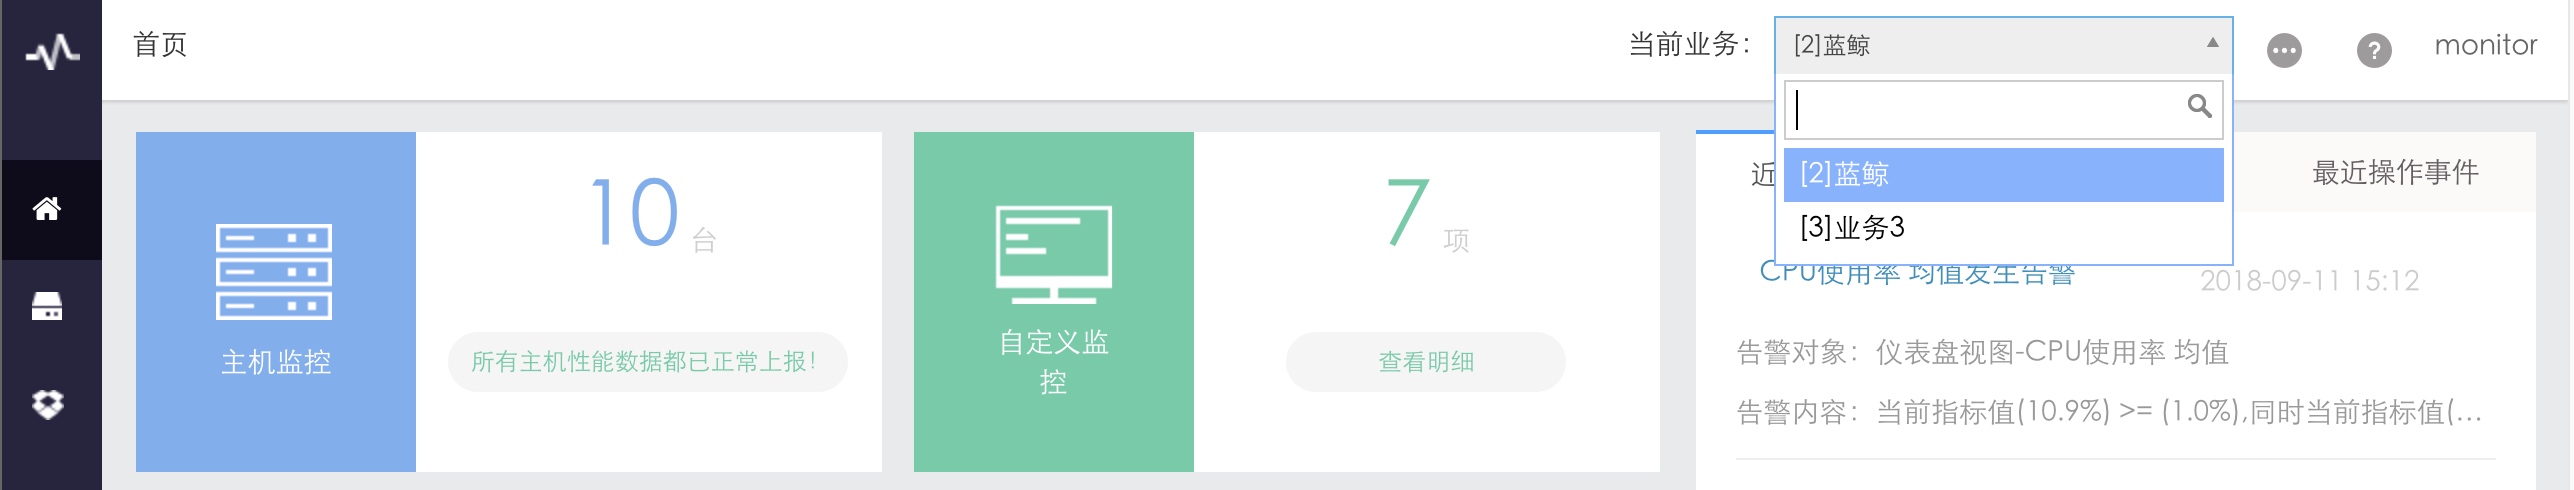 首页
当前业务：
[2]蓝鲸
monitor
[2]蓝鲸
[3]业务3
10 台
主机监控
所有主机性能数据都已正常上报！
7 项
自定义监
控
查看明细
近
最近操作事件
CPU使用率 均值发生告警
2018-09-11 15:12
告警对象：仪表盘视图-CPU使用率 均值
告警内容：当前指标值(10.9%) >= (1.0%),同时当前指标值(...